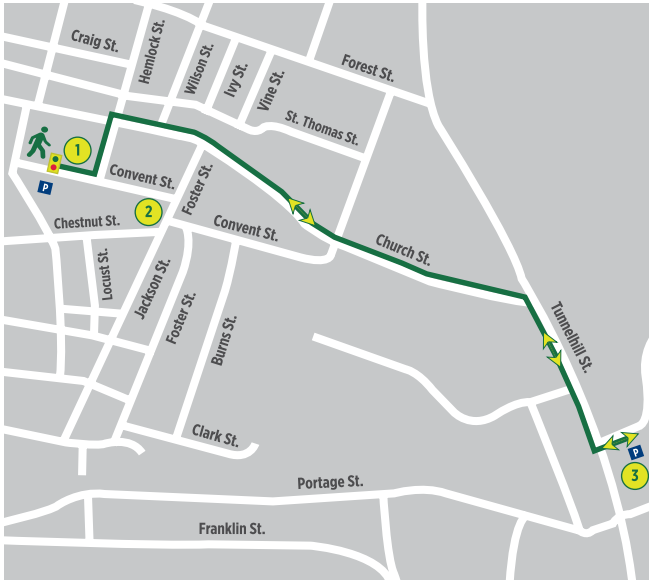 Craig St.
Hemlock St.
Wilson St.
Ivy St.
Vine St.
Forest St.
St. Thomas St.
1
P
Convent St.
Foster St.
2
Chestnut St.
Convent St.
Church St.
Locust St.
Jackson St.
Foster St.
Burns St.
Tunnelhill St.
Clark St.
P
3
Portage St.
Franklin St.